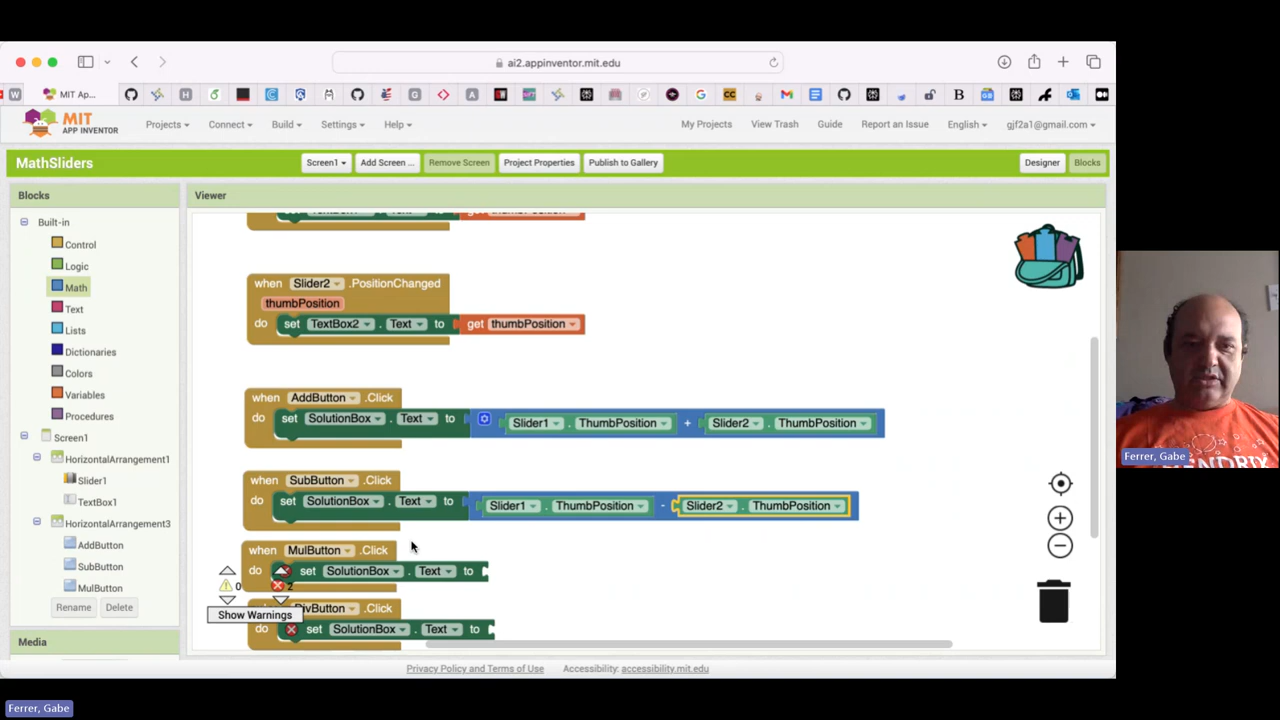 W
MIT Ap...
ai2.appinventor.mit.edu
MIT
APP INVENTOR
Projects
Connect
Build
Settings
Help
My Projects
View Trash
Guide
Report an Issue
English
gjf2a1@gmail.com
MathSliders
Screen1
Add Screen ...
Remove Screen
Project Properties
Publish to Gallery
Designer
Blocks
Blocks
Viewer
Built-in
Control
Logic
Math
Text
Lists
Dictionaries
Colors
Variables
Procedures
Screen1
HorizontalArrangement1
Slider1
TextBox1
HorizontalArrangement3
AddButton
SubButton
MulButton
Rename
Delete
Media
when Slider2 .PositionChanged
thumbPosition
do set TextBox2 . Text to get thumbPosition
when AddButton .Click
do set SolutionBox . Text to Slider1 . ThumbPosition + Slider2 . ThumbPosition
when SubButton .Click
do set SolutionBox . Text to Slider1 . ThumbPosition - Slider2 . ThumbPosition
when MulButton .Click
do set SolutionBox . Text to
0 2
DivButton .Click
Show Warnings
do set SolutionBox . Text to
Privacy Policy and Terms of Use
Accessibility: accessibility.mit.edu
Ferrer, Gabe
Ferrer, Gabe